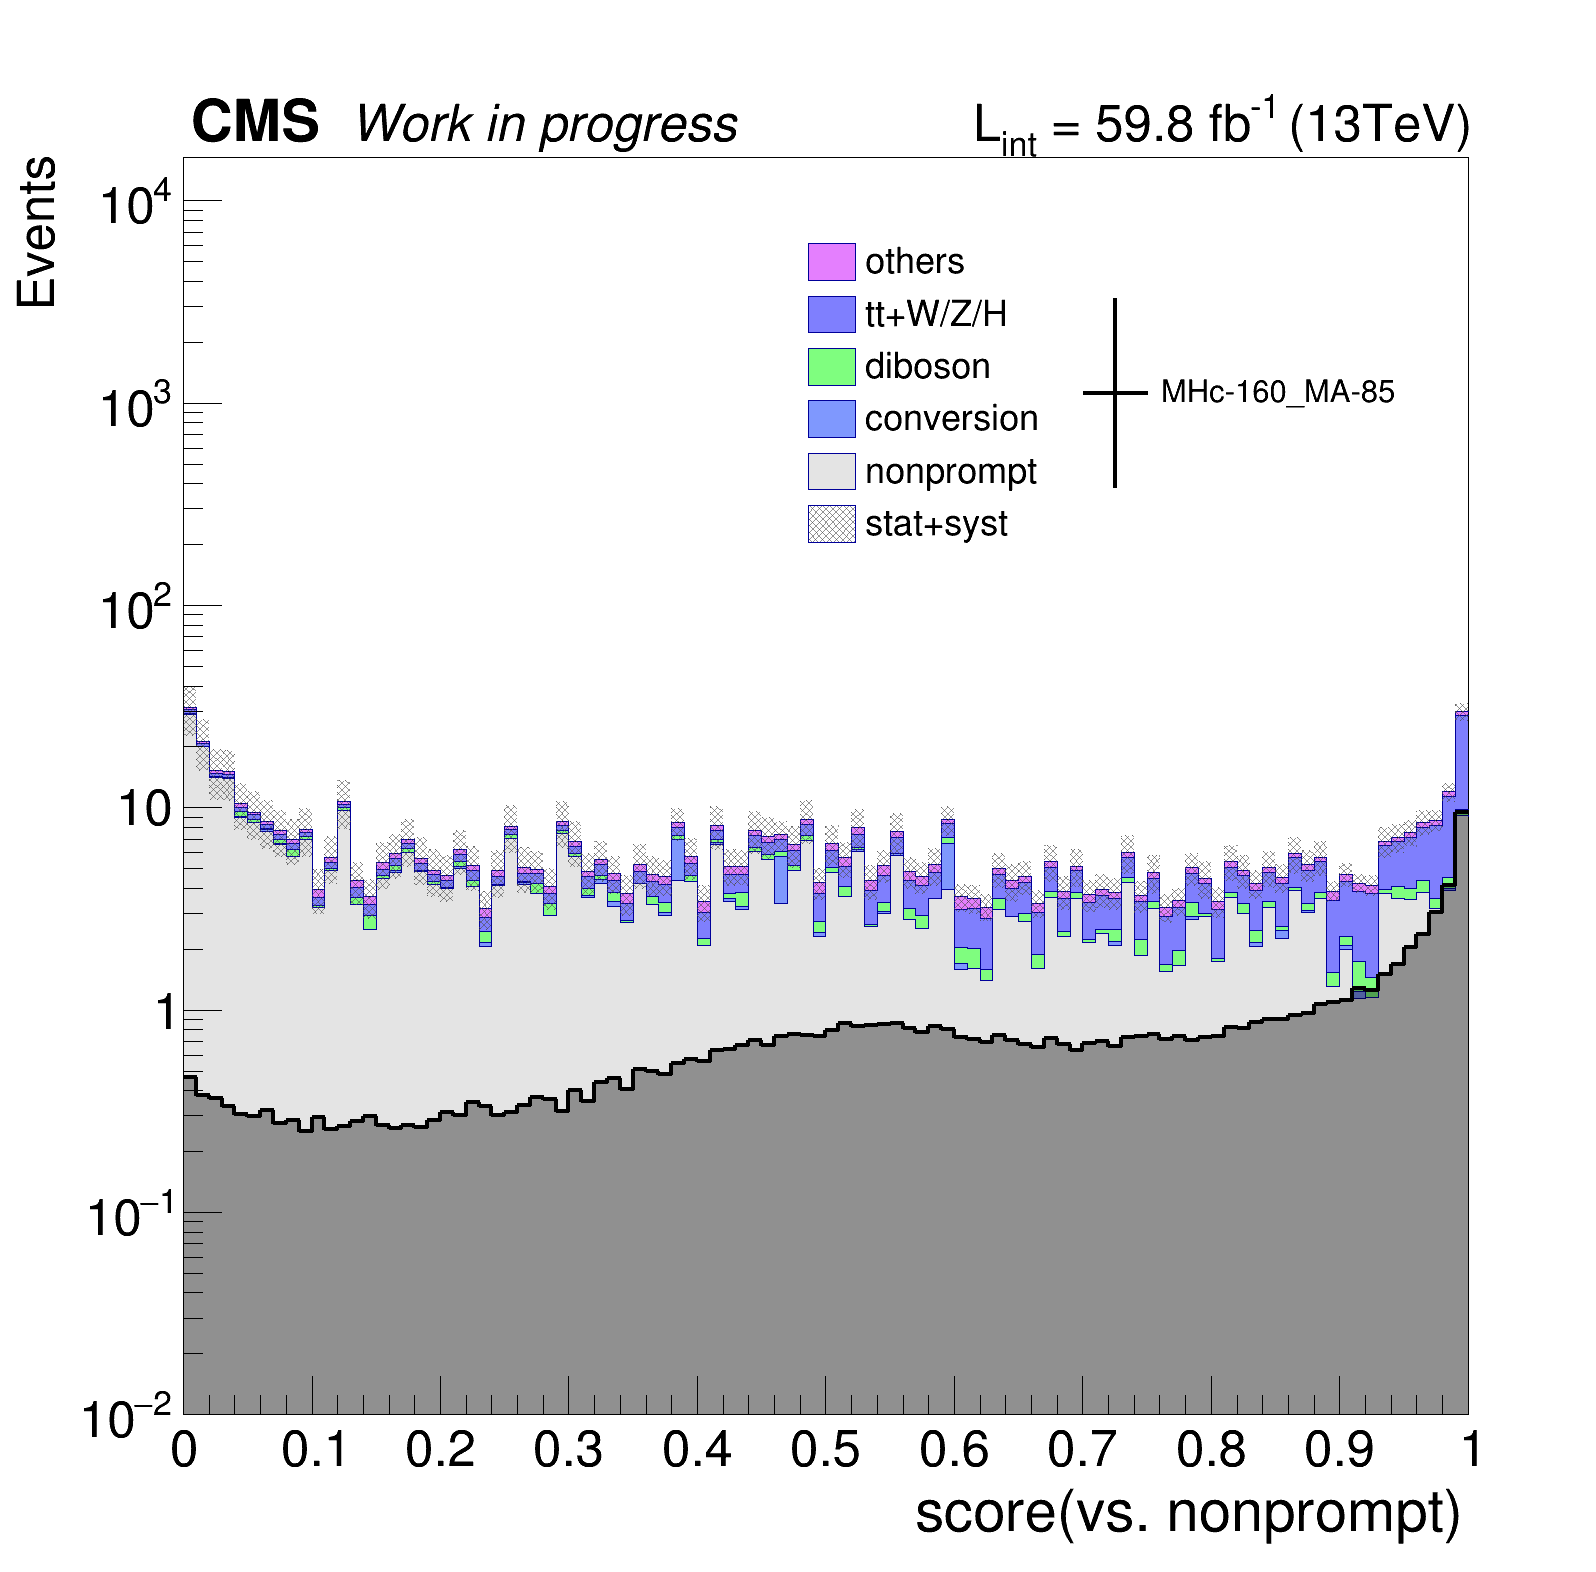 CMS Work in progress
L_int = 59.8 fb^-1 (13TeV)
Events
10^4
10^3
10^2
10
1
10^−1
10^−2
others
tt+W/Z/H
diboson
conversion
nonprompt
stat+syst
MHc-160_MA-85
0 0.1 0.2 0.3 0.4 0.5 0.6 0.7 0.8 0.9 1
score(vs. nonprompt)